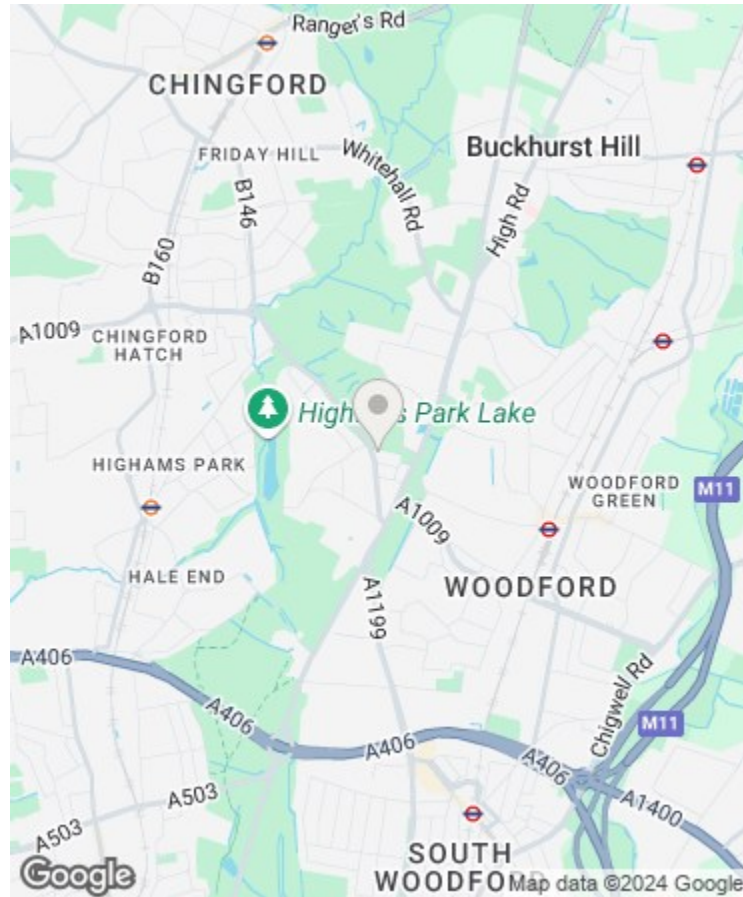 Ranger's Rd
CHINGFORD
FRIDAY HILL
Whitehall Rd
Buckhurst Hill
B146
High Rd
B160
A1009
CHINGFORD
HATCH
Highams Park Lake
HIGHAMS PARK
WOODFORD
GREEN
M11
A1009
HALE END
WOODFORD
A1199
A406
Chigwell Rd
A406
M11
A406
A406
A503
A1400
A503
SOUTH
WOODFORD
Google
Map data ©2024 Google